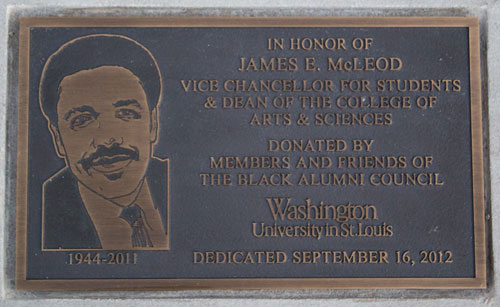 IN HONOR OF
JAMES E. McLEOD
VICE CHANCELLOR FOR STUDENTS
& DEAN OF THE COLLEGE OF
ARTS & SCIENCES
DONATED BY
MEMBERS AND FRIENDS OF
THE BLACK ALUMNI COUNCIL
Washington
University in St. Louis
1944-2011
DEDICATED SEPTEMBER 16, 2012